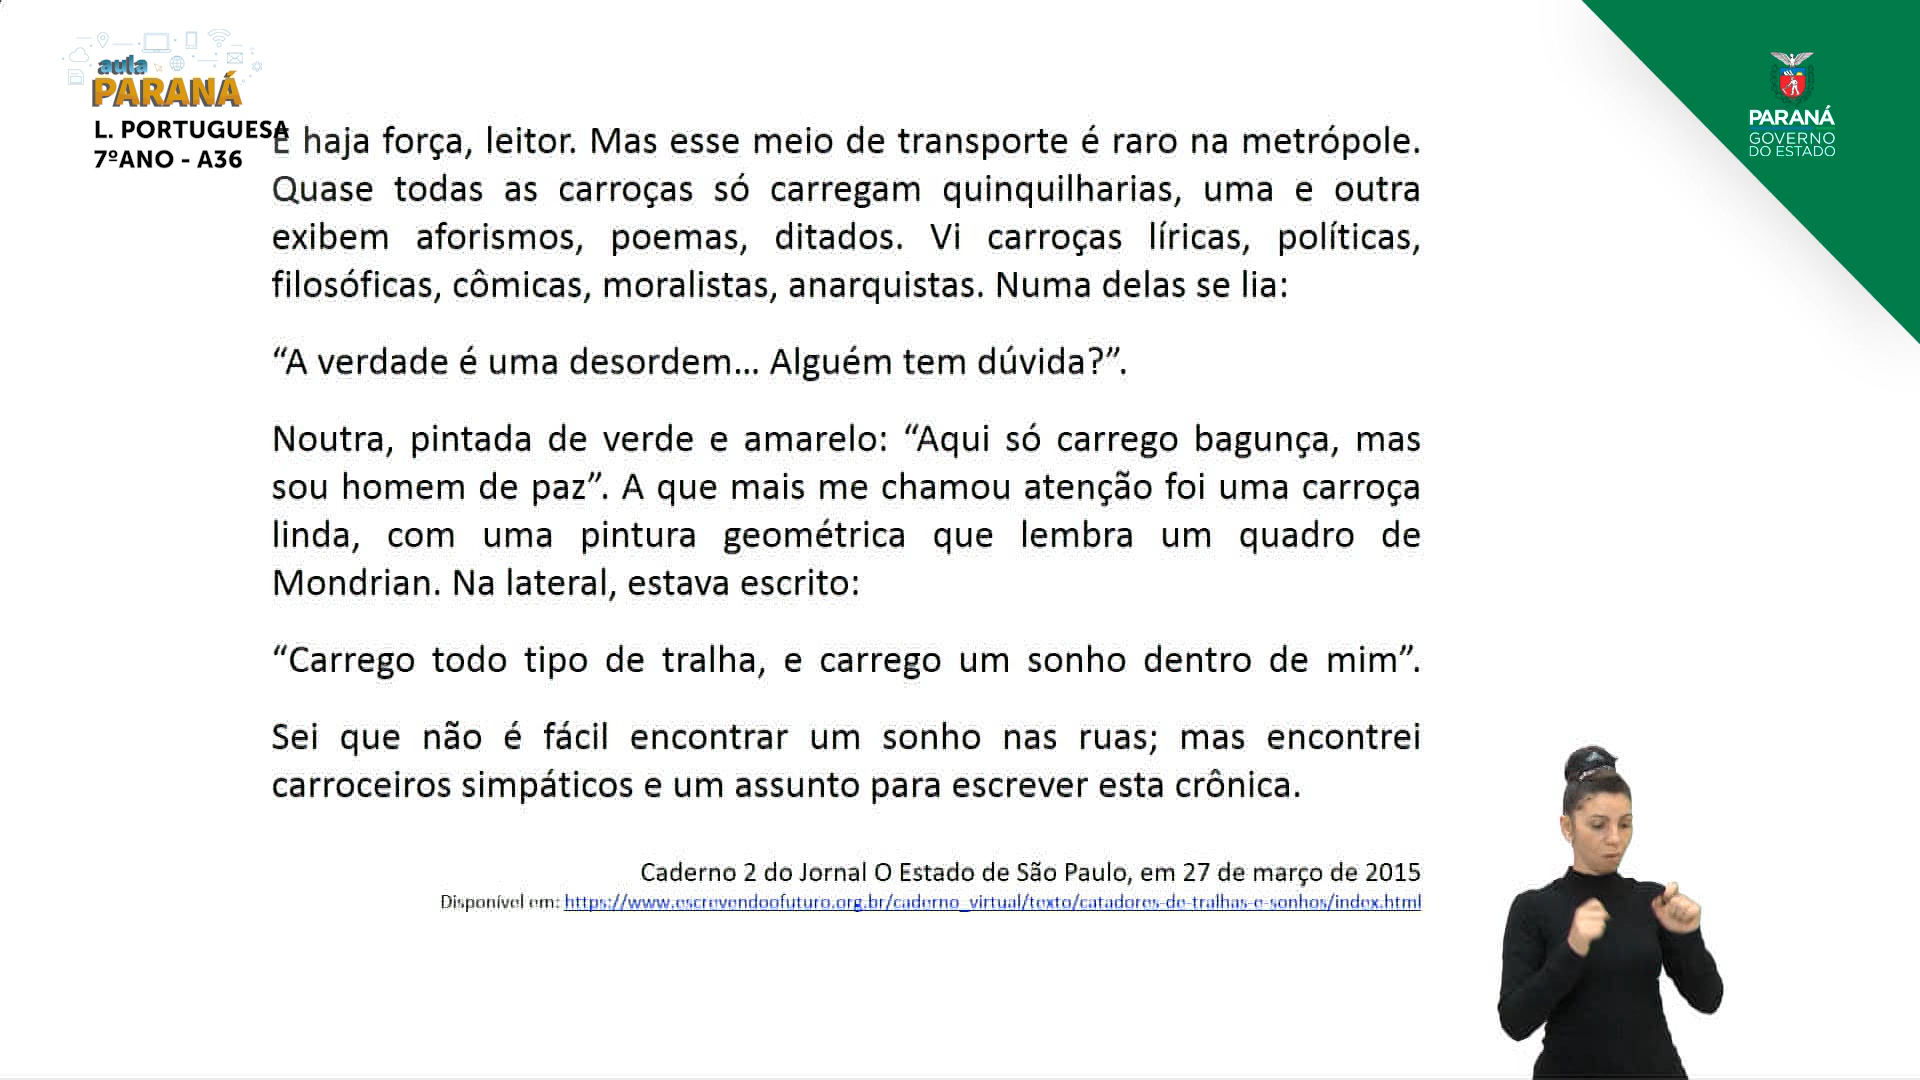 aula
PARANÁ
L. PORTUGUESA
7ºANO - A36
PARANÁ
GOVERNO
DO ESTADO
E haja força, leitor. Mas esse meio de transporte é raro na metrópole.
Quase todas as carroças só carregam quinquilharias, uma e outra
exibem aforismos, poemas, ditados. Vi carroças líricas, políticas,
filosóficas, cômicas, moralistas, anarquistas. Numa delas se lia:
“A verdade é uma desordem... Alguém tem dúvida?”.
Noutra, pintada de verde e amarelo: “Aqui só carrego bagunça, mas
sou homem de paz”. A que mais me chamou atenção foi uma carroça
linda, com uma pintura geométrica que lembra um quadro de
Mondrian. Na lateral, estava escrito:
“Carrego todo tipo de tralha, e carrego um sonho dentro de mim”.
Sei que não é fácil encontrar um sonho nas ruas; mas encontrei
carroceiros simpáticos e um assunto para escrever esta crônica.
Caderno 2 do Jornal O Estado de São Paulo, em 27 de março de 2015
Disponível em: https://www.escrevendoofuturo.org.br/caderno_virtual/texto/catadores-de-tralhas-e-sonhos/index.html